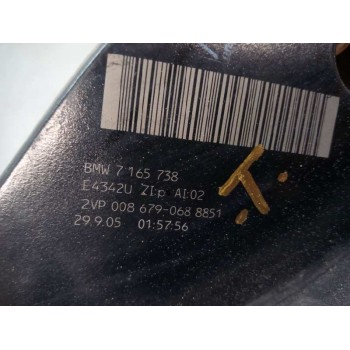 BMW 7 165 738
E4342U ZI:p AI:02
2VP 008 679-068 8851
29.9.05 01:57:56
T.